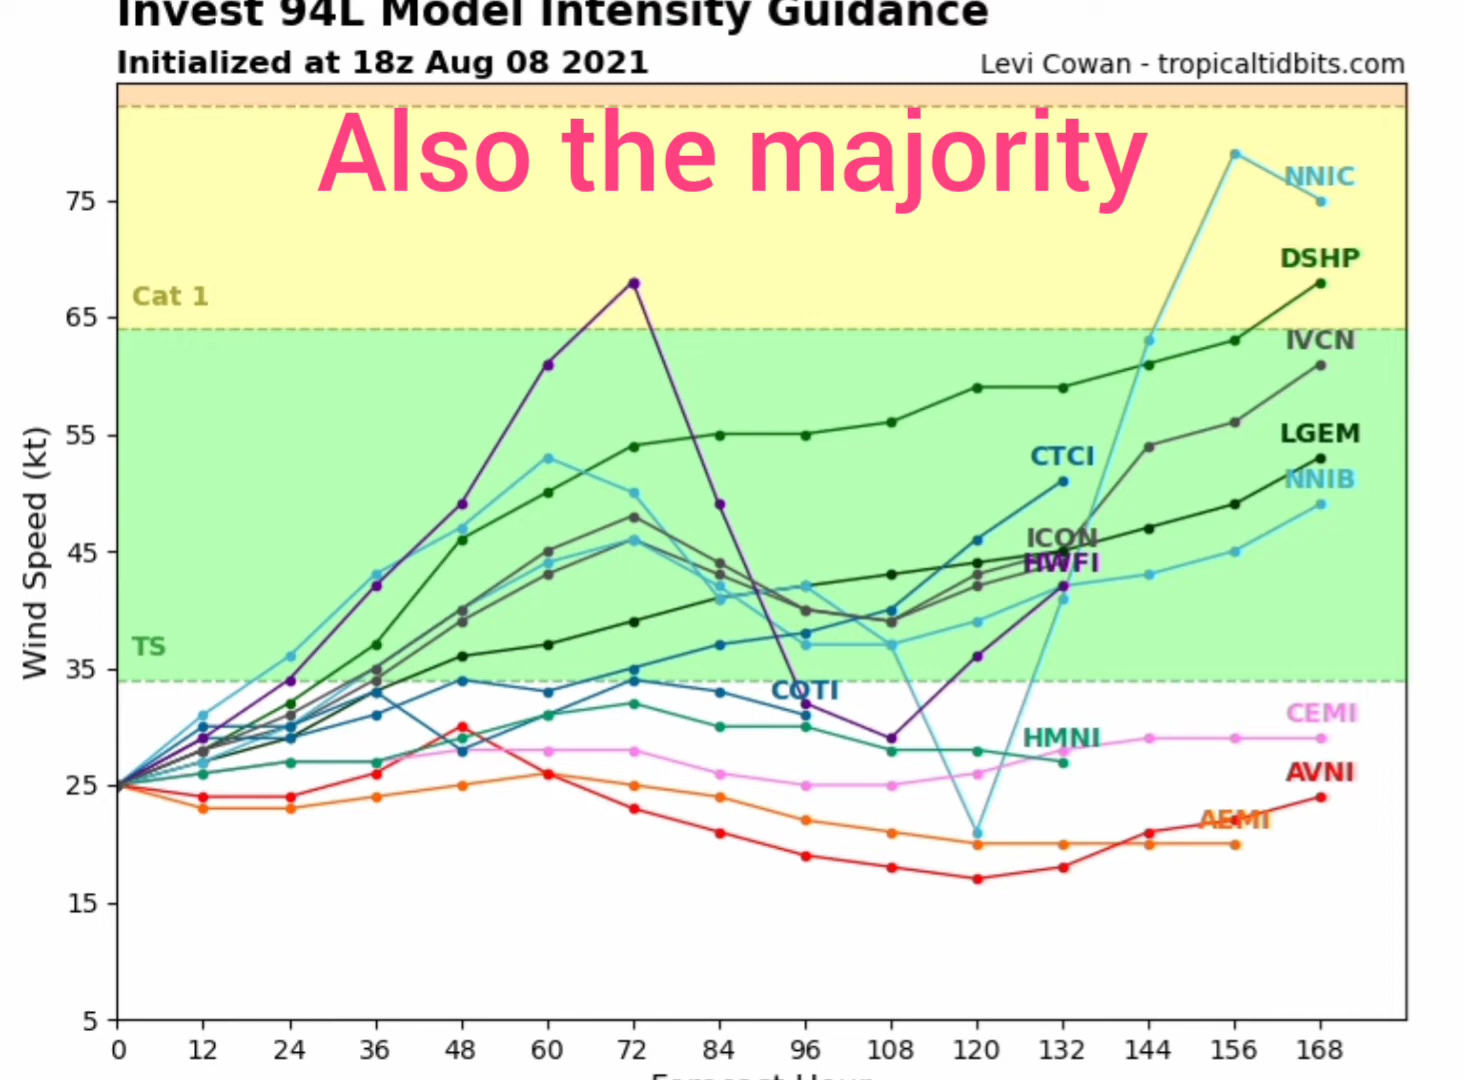 Invest 94L Model Intensity Guidance
Initialized at 18z Aug 08 2021
Levi Cowan - tropicaltidbits.com
Also the majority
NNIC
75
DSHP
Cat 1
65
IVCN
LGEM
55
CTCI
NNIB
ICON
45
HWFI
Wind Speed (kt)
TS
35
COTI
CEMI
HMNI
AVNI
25
AEMI
15
5
0 12 24 36 48 60 72 84 96 108 120 132 144 156 168
Forecast Hour